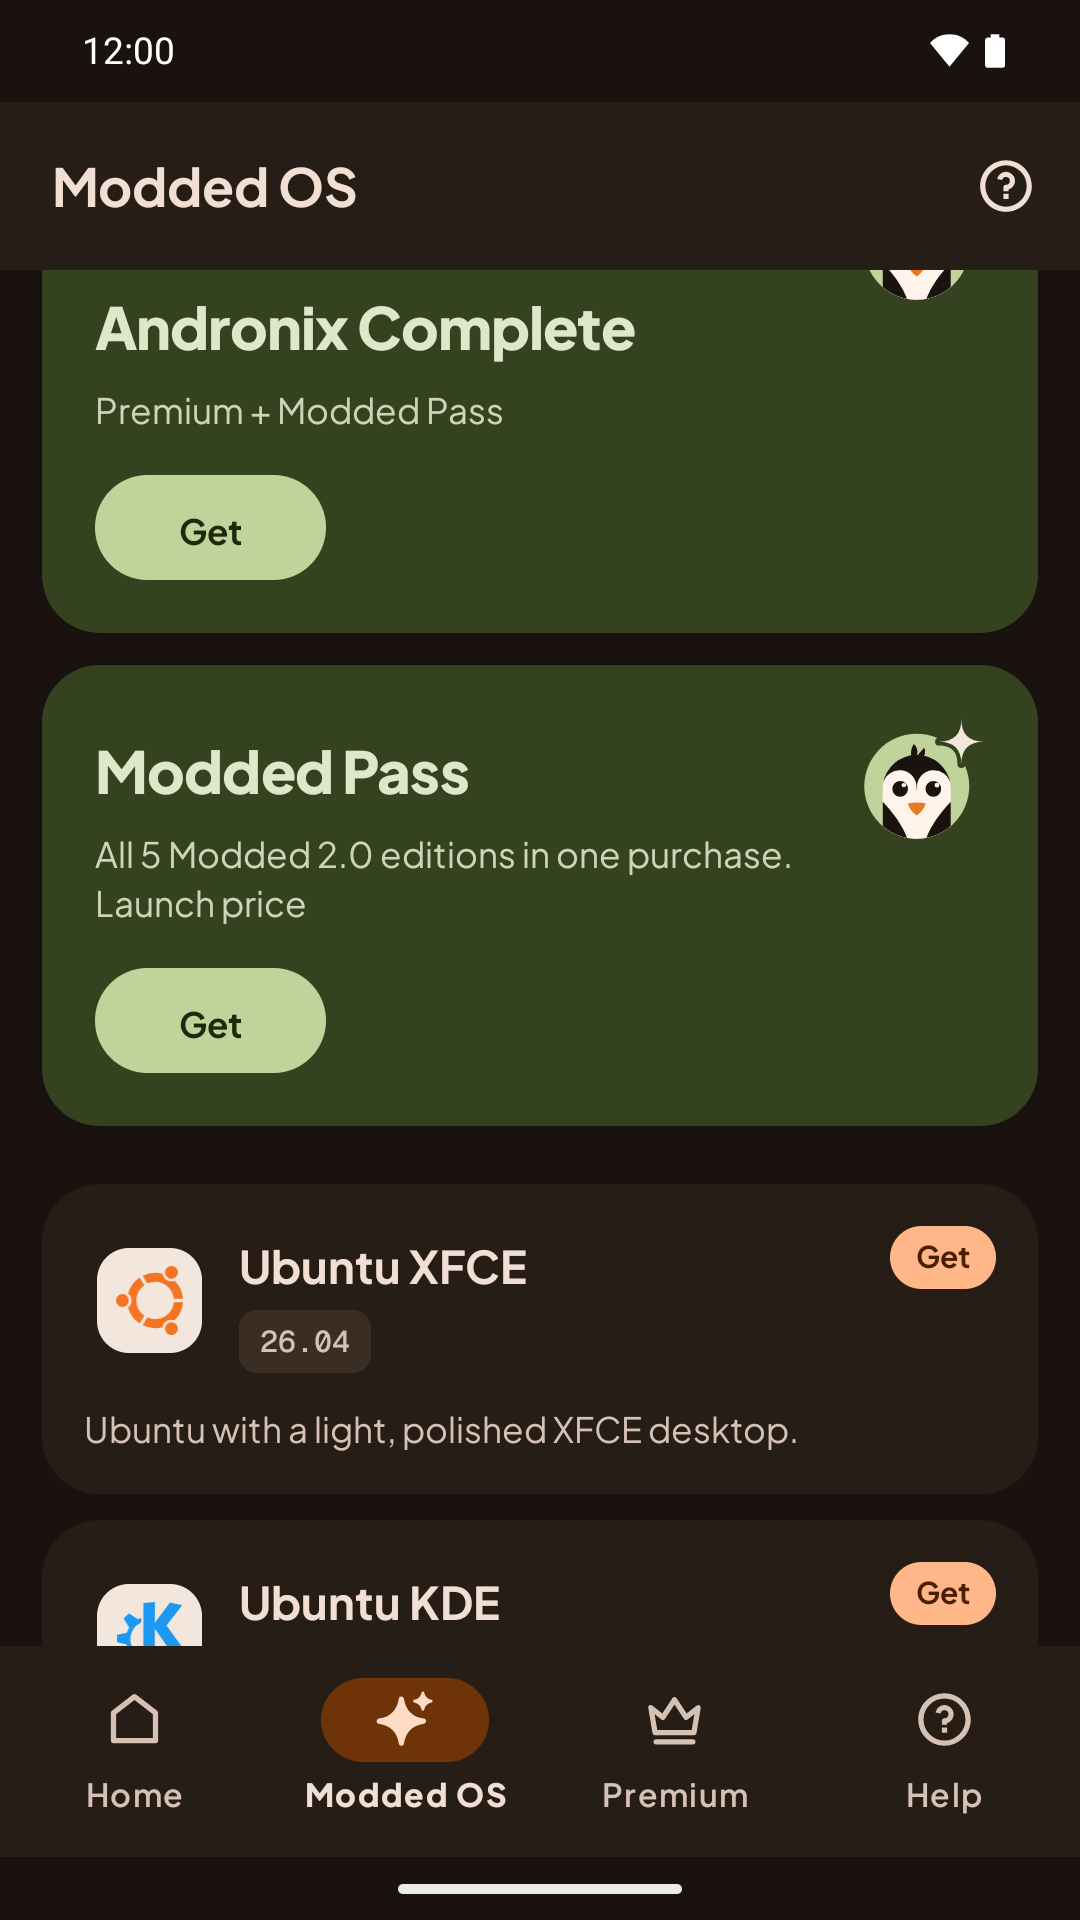 12:00
Modded OS
Andronix Complete
Premium + Modded Pass
Get
Modded Pass
All 5 Modded 2.0 editions in one purchase.
Launch price
Get
Ubuntu XFCE
Get
26.04
Ubuntu with a light, polished XFCE desktop.
Ubuntu KDE
Get
Home
Modded OS
Premium
Help